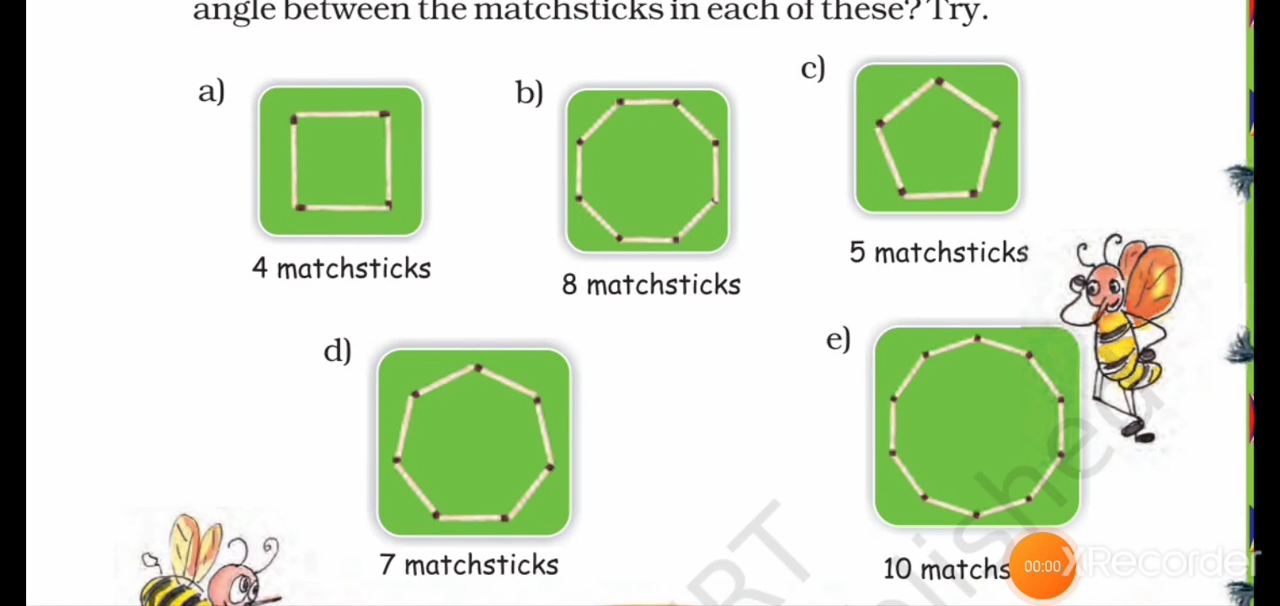 angle between the matchsticks in each of these? Try.
a)
b)
c)
4 matchsticks
8 matchsticks
5 matchsticks
d)
e)
7 matchsticks
10 matchs
00:00
XRecorder